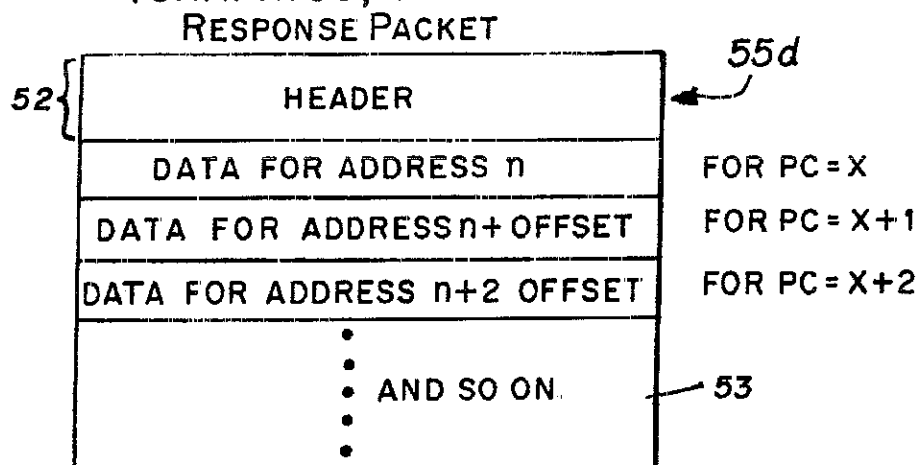 RESPONSE PACKET
55d
52 HEADER
DATA FOR ADDRESS n FOR PC = X
DATA FOR ADDRESS n + OFFSET FOR PC = X+1
DATA FOR ADDRESS n+2 OFFSET FOR PC = X+2
AND SO ON.
53